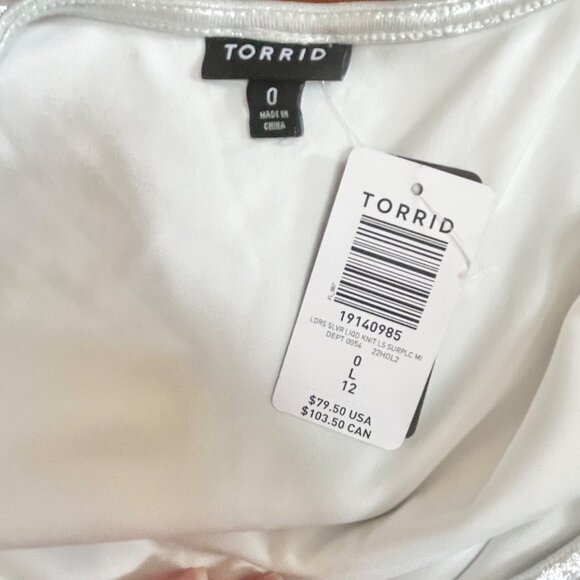 TORRID
0
MADE IN
CHINA
TORRID
19140985
LDRS SLVR LIQD KNIT LS SURPLC MI
DEPT 0054 22HOL2
0
L
12
$79.50 USA
$103.50 CAN